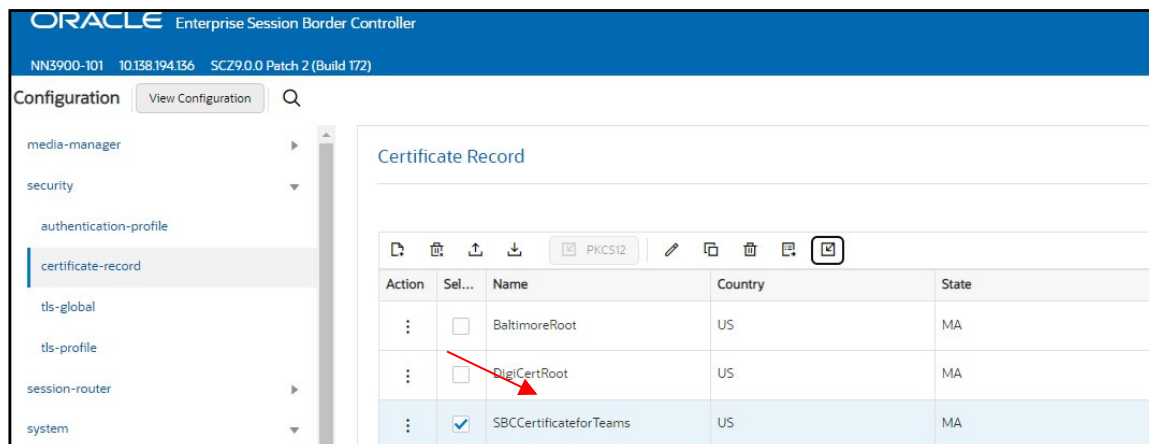 ORACLE Enterprise Session Border Controller
NN3900-101 10.138.194.136 SCZ9.0.0 Patch 2 (Build 172)
Configuration View Configuration
media-manager
security
authentication-profile
certificate-record
tls-global
tls-profile
session-router
system
Certificate Record
PKCS12
Action Sel... Name Country State
BaltimoreRoot US MA
DigiCertRoot US MA
SBCCertificateforTeams US MA